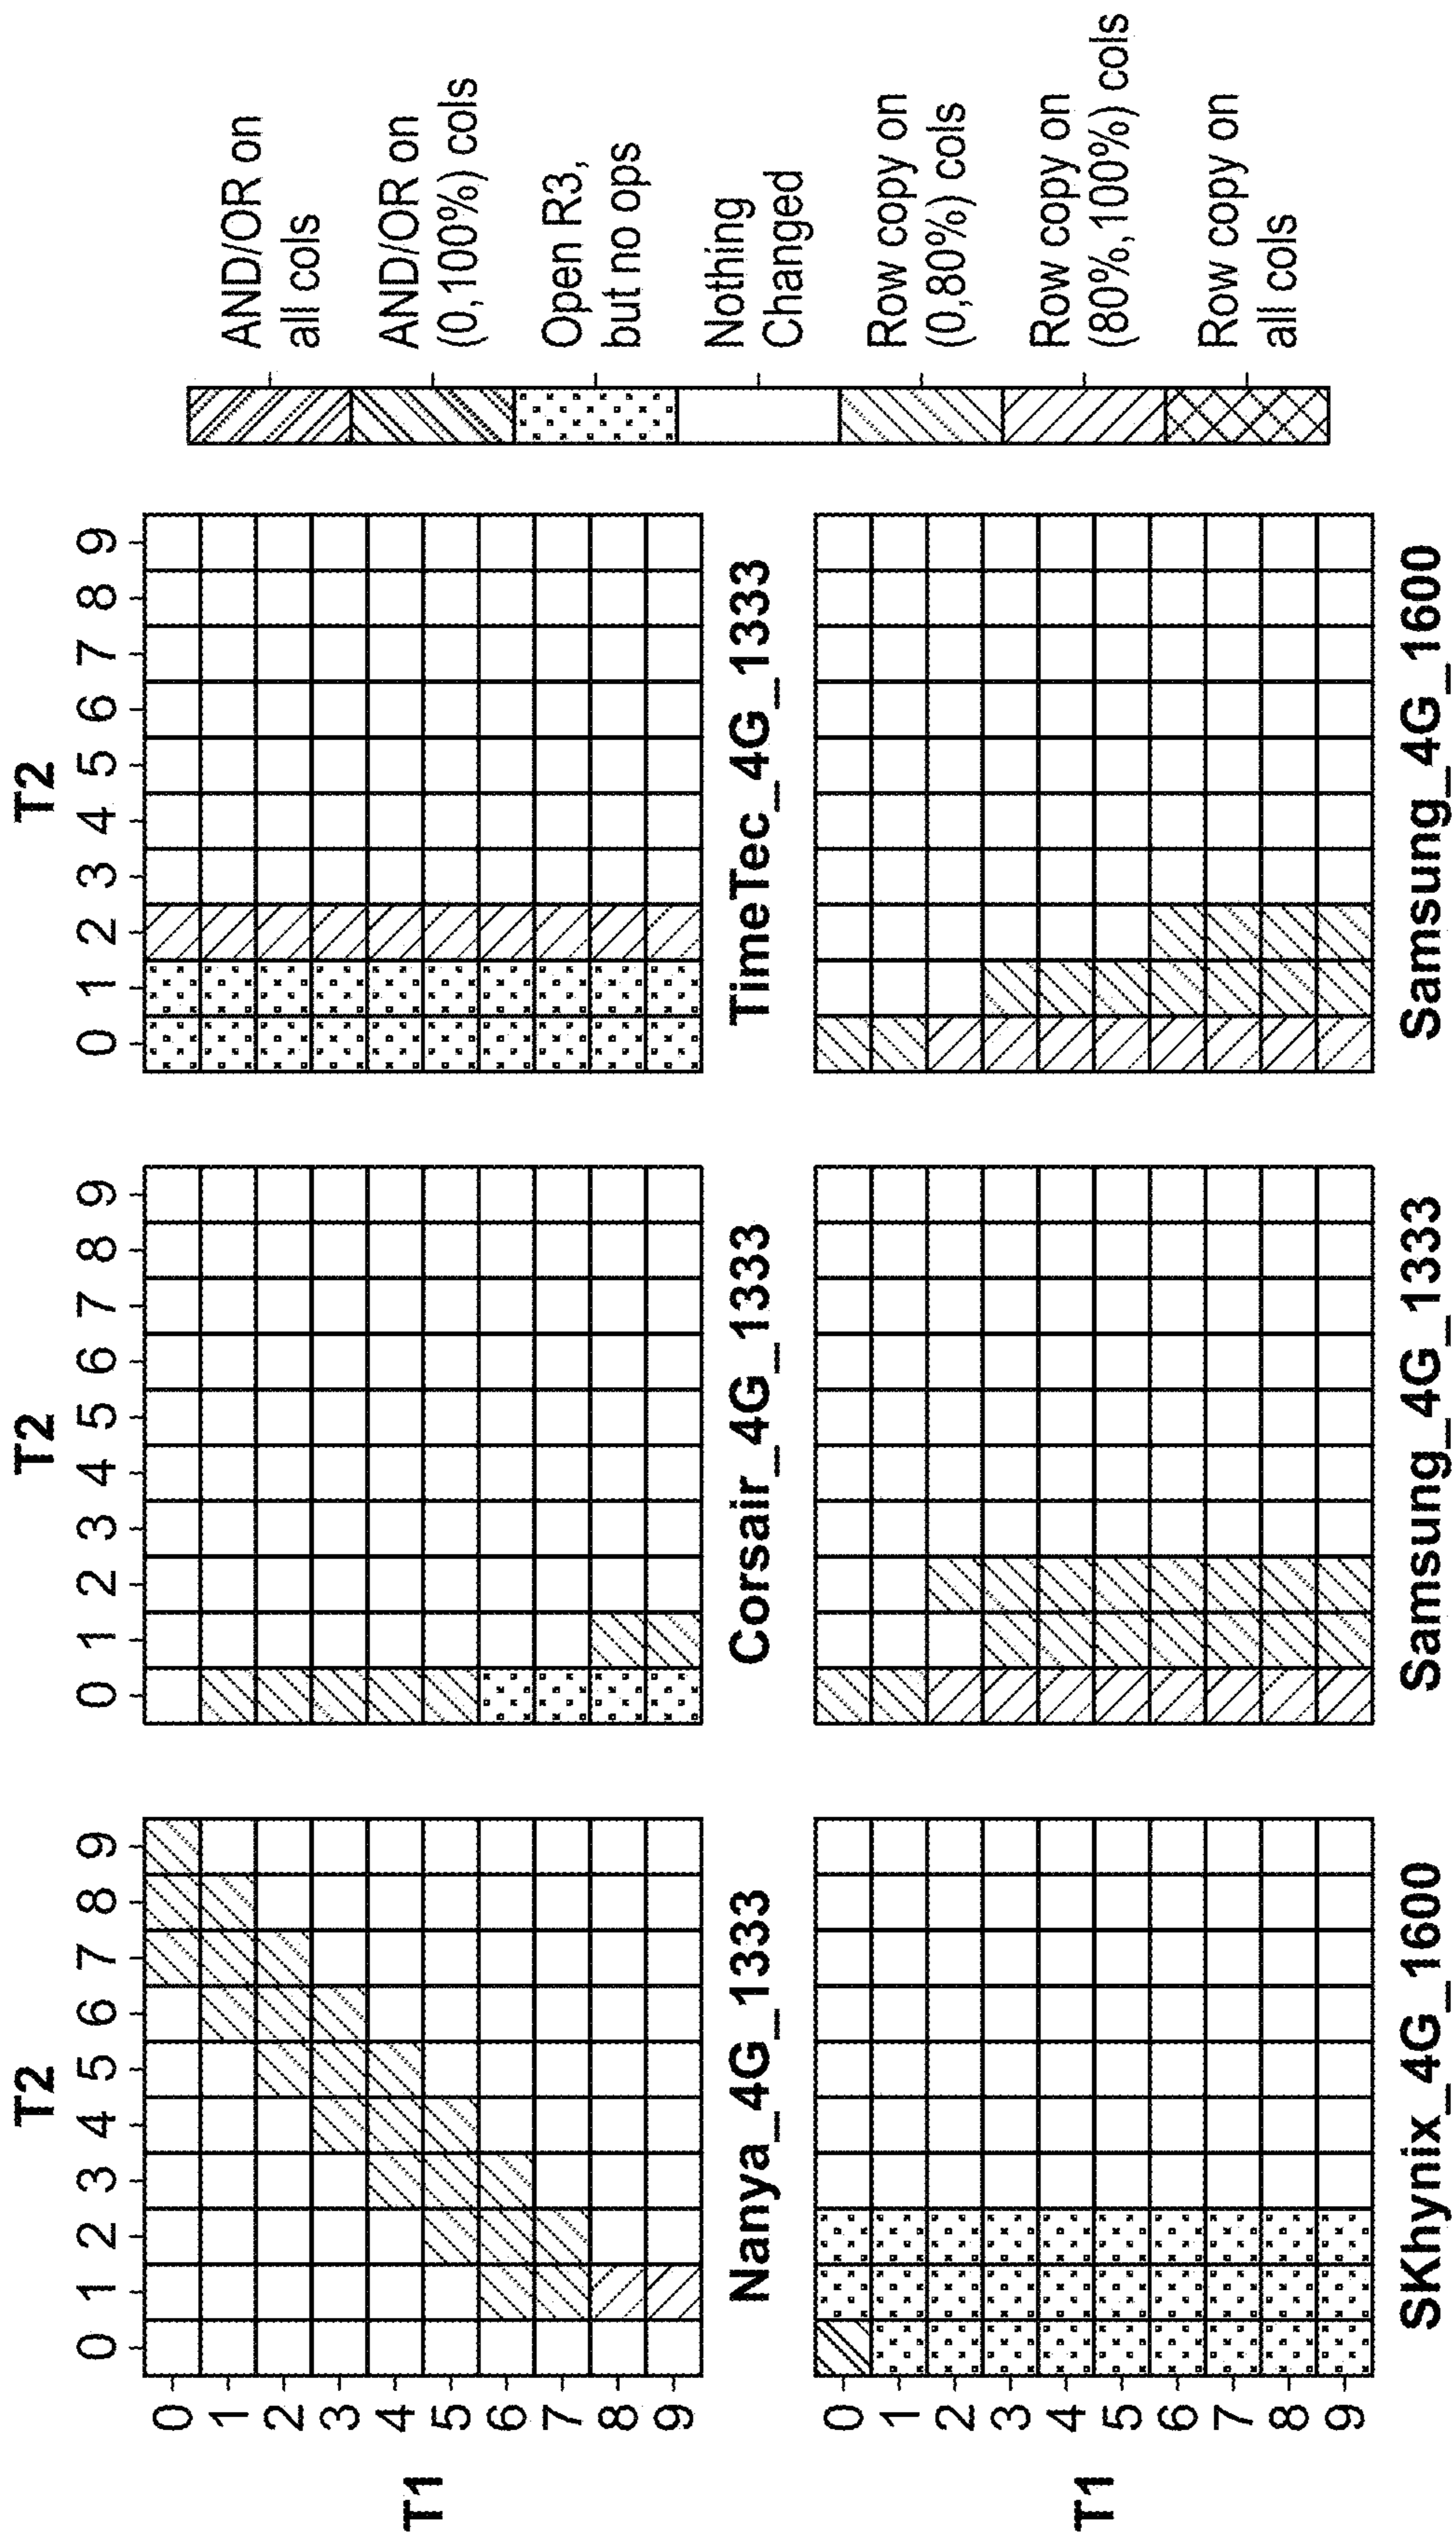 T2
T2
T2
0 1 2 3 4 5 6 7 8 9
0 1 2 3 4 5 6 7 8 9
0 1 2 3 4 5 6 7 8 9
T1
0
1
2
3
4
5
6
7
8
9
Nanya_4G_1333
Corsair_4G_1333
TimeTec_4G_1333
T1
0
1
2
3
4
5
6
7
8
9
SKhynix_4G_1600
Samsung_4G_1333
Samsung_4G_1600
AND/OR on
all cols
AND/OR on
(0,100%) cols
Open R3,
but no ops
Nothing
Changed
Row copy on
(0,80%) cols
Row copy on
(80%,100%) cols
Row copy on
all cols